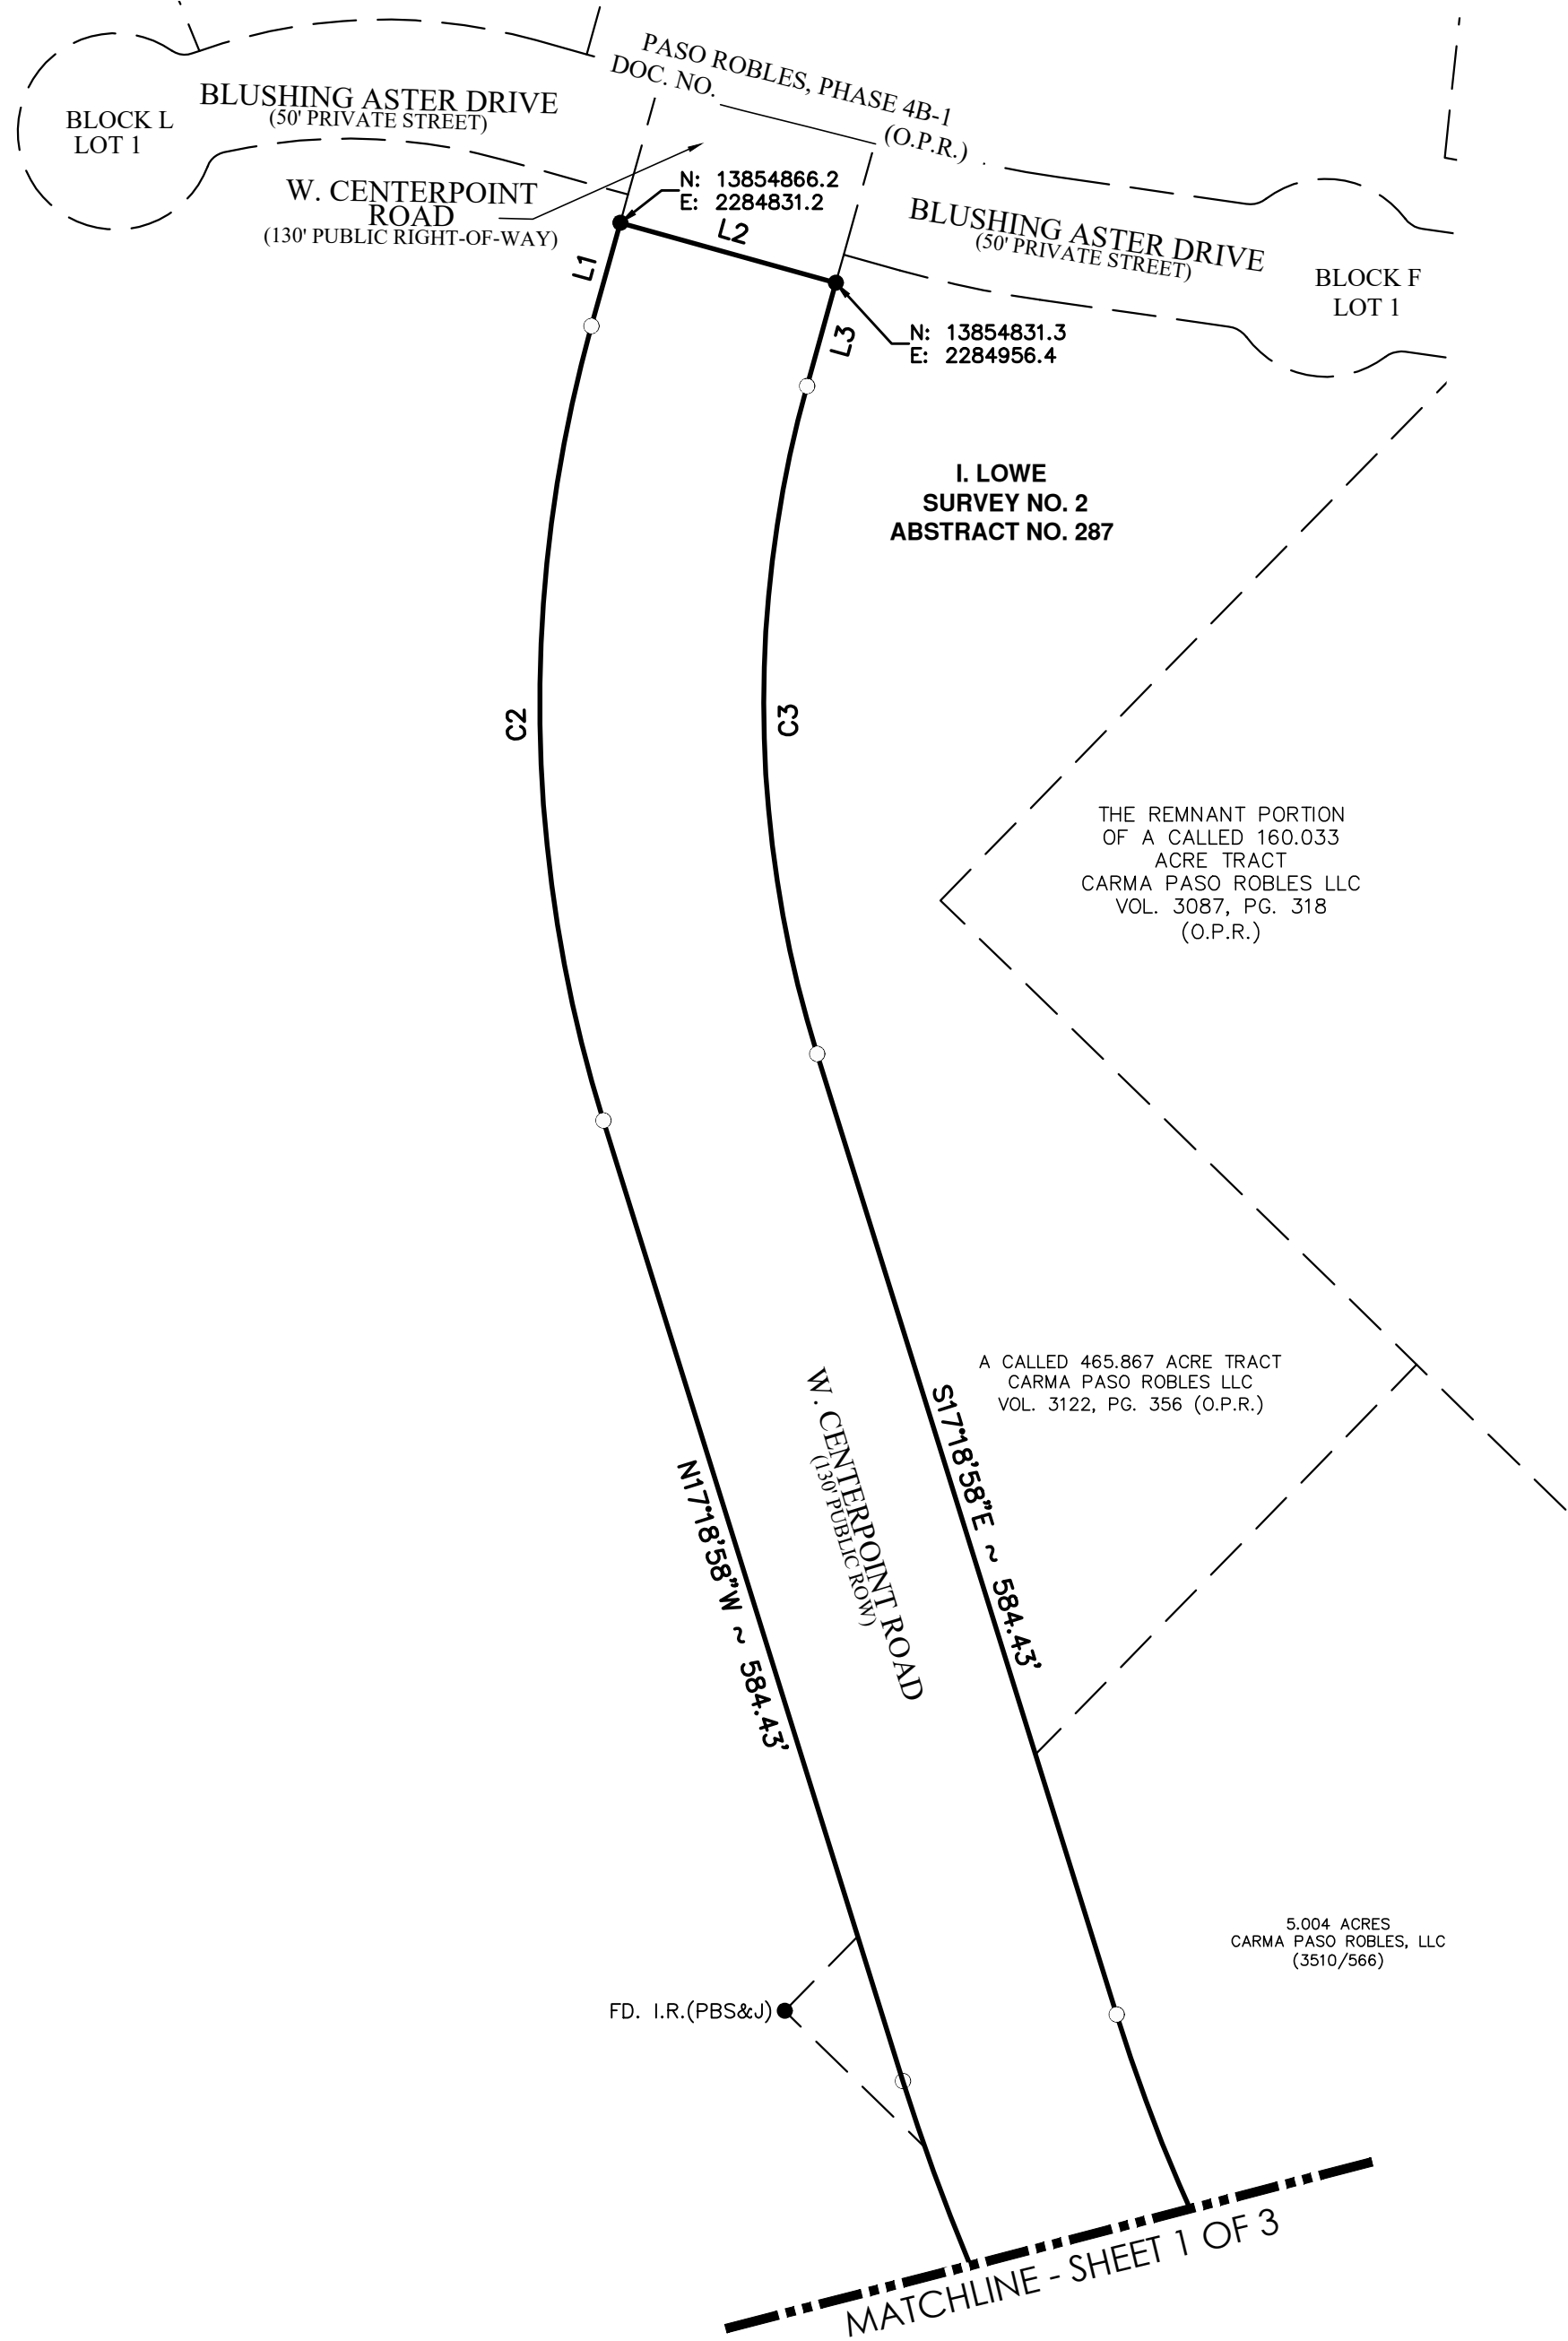 PASO ROBLES, PHASE 4B-1
DOC. NO.
(O.P.R.)
BLUSHING ASTER DRIVE
(50' PRIVATE STREET)
BLOCK L
LOT 1
W. CENTERPOINT
ROAD
(130' PUBLIC RIGHT-OF-WAY)
N: 13854866.2
E: 2284831.2
L2
L1
BLUSHING ASTER DRIVE
(50' PRIVATE STREET)
BLOCK F
LOT 1
N: 13854831.3
E: 2284956.4
L3
I. LOWE
SURVEY NO. 2
ABSTRACT NO. 287
C2
C3
THE REMNANT PORTION
OF A CALLED 160.033
ACRE TRACT
CARMA PASO ROBLES LLC
VOL. 3087, PG. 318
(O.P.R.)
A CALLED 465.867 ACRE TRACT
CARMA PASO ROBLES LLC
VOL. 3122, PG. 356 (O.P.R.)
S17°18'58"E ~ 584.43'
W. CENTERPOINT ROAD
(130' PUBLIC ROW)
N17°18'58"W ~ 584.43'
5.004 ACRES
CARMA PASO ROBLES, LLC
(3510/566)
FD. I.R.(PBS&J)
MATCHLINE - SHEET 1 OF 3